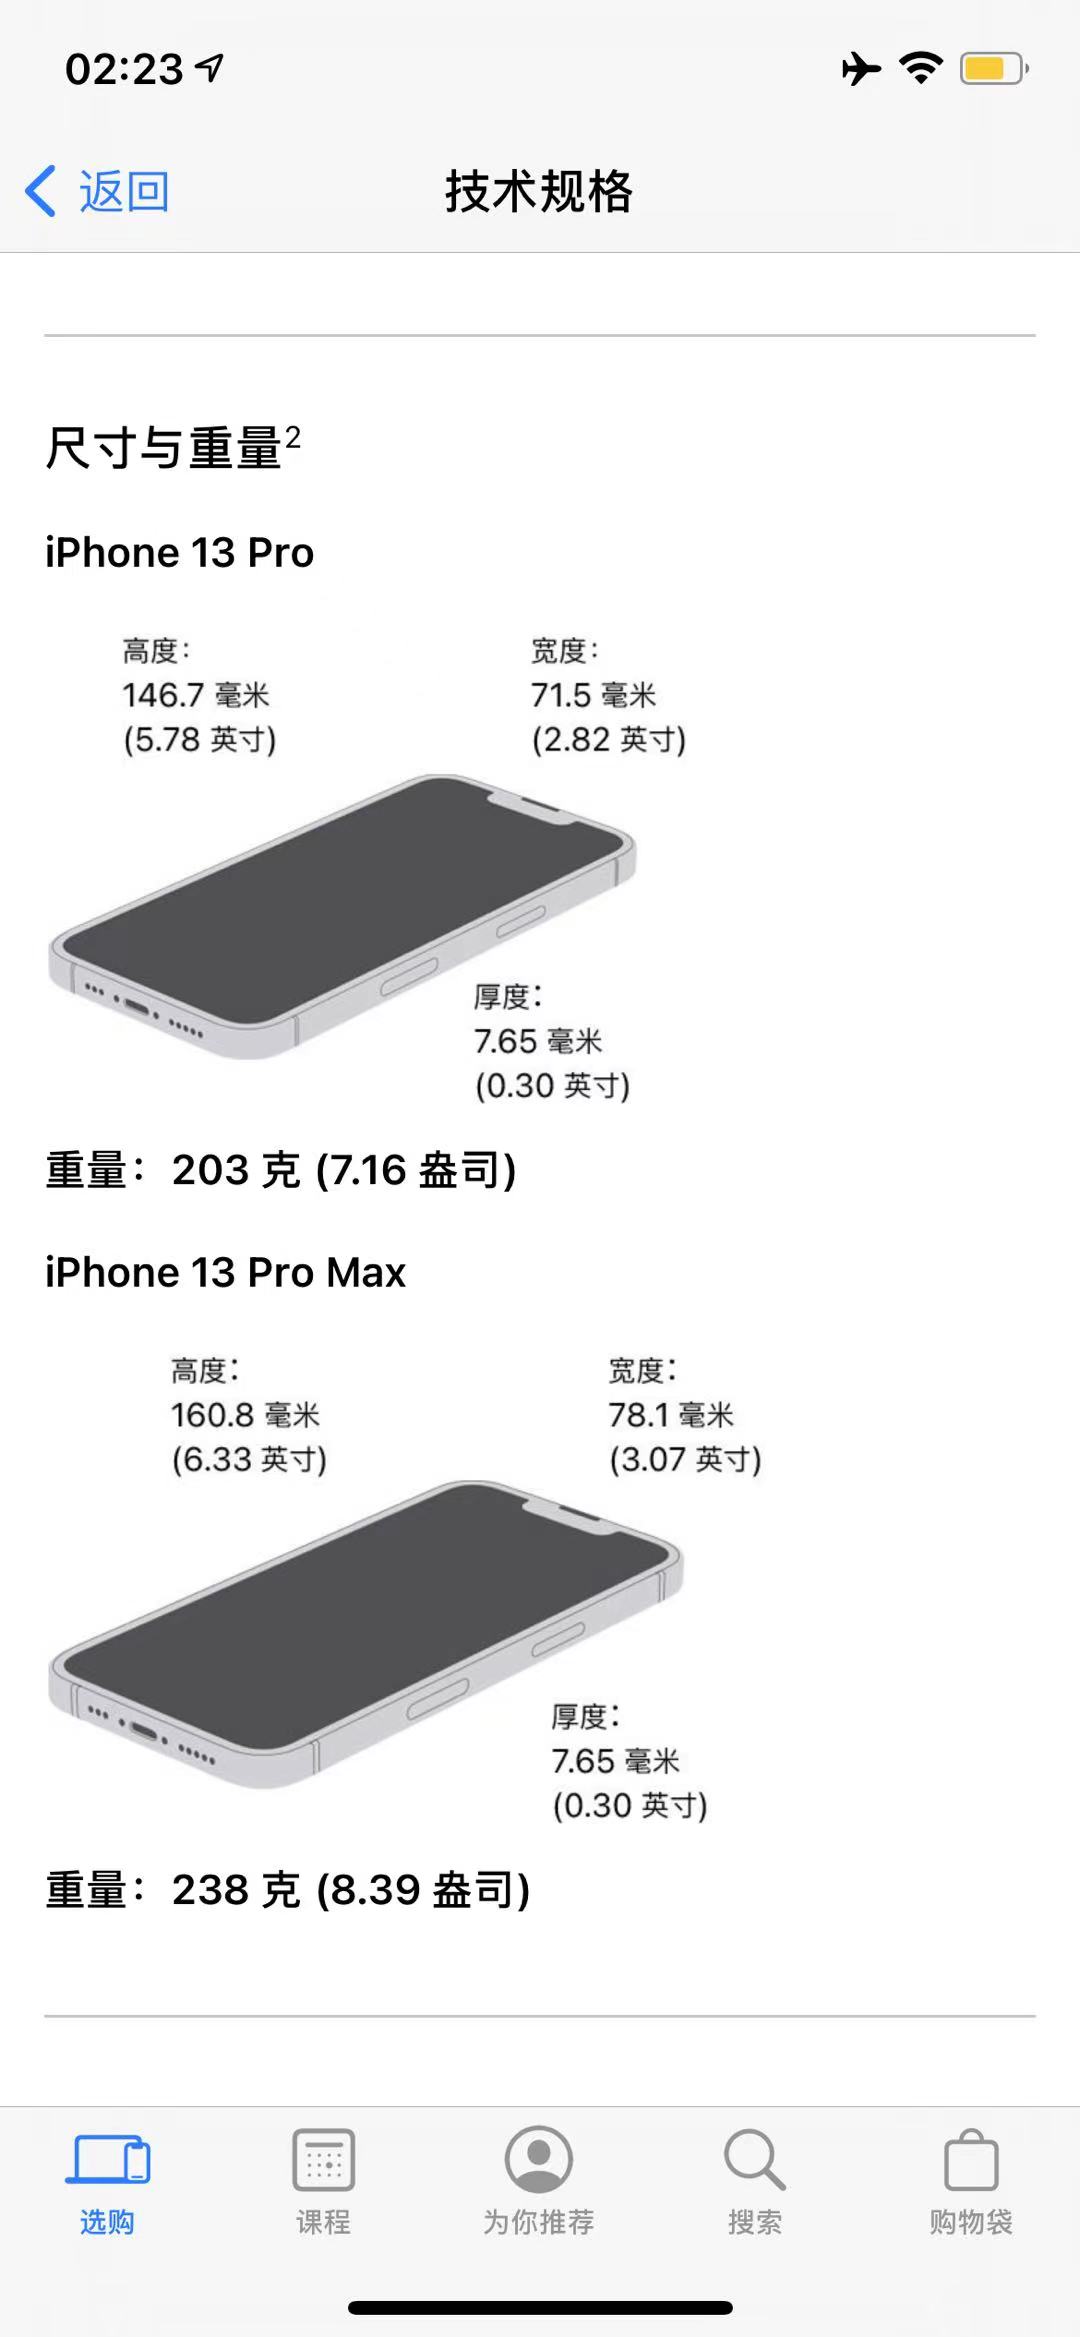 02:23
返回
技术规格
尺寸与重量²
iPhone 13 Pro
高度：
146.7 毫米
(5.78 英寸)
宽度：
71.5 毫米
(2.82 英寸)
厚度：
7.65 毫米
(0.30 英寸)
重量：203 克 (7.16 盎司)
iPhone 13 Pro Max
高度：
160.8 毫米
(6.33 英寸)
宽度：
78.1 毫米
(3.07 英寸)
厚度：
7.65 毫米
(0.30 英寸)
重量：238 克 (8.39 盎司)
选购
课程
为你推荐
搜索
购物袋